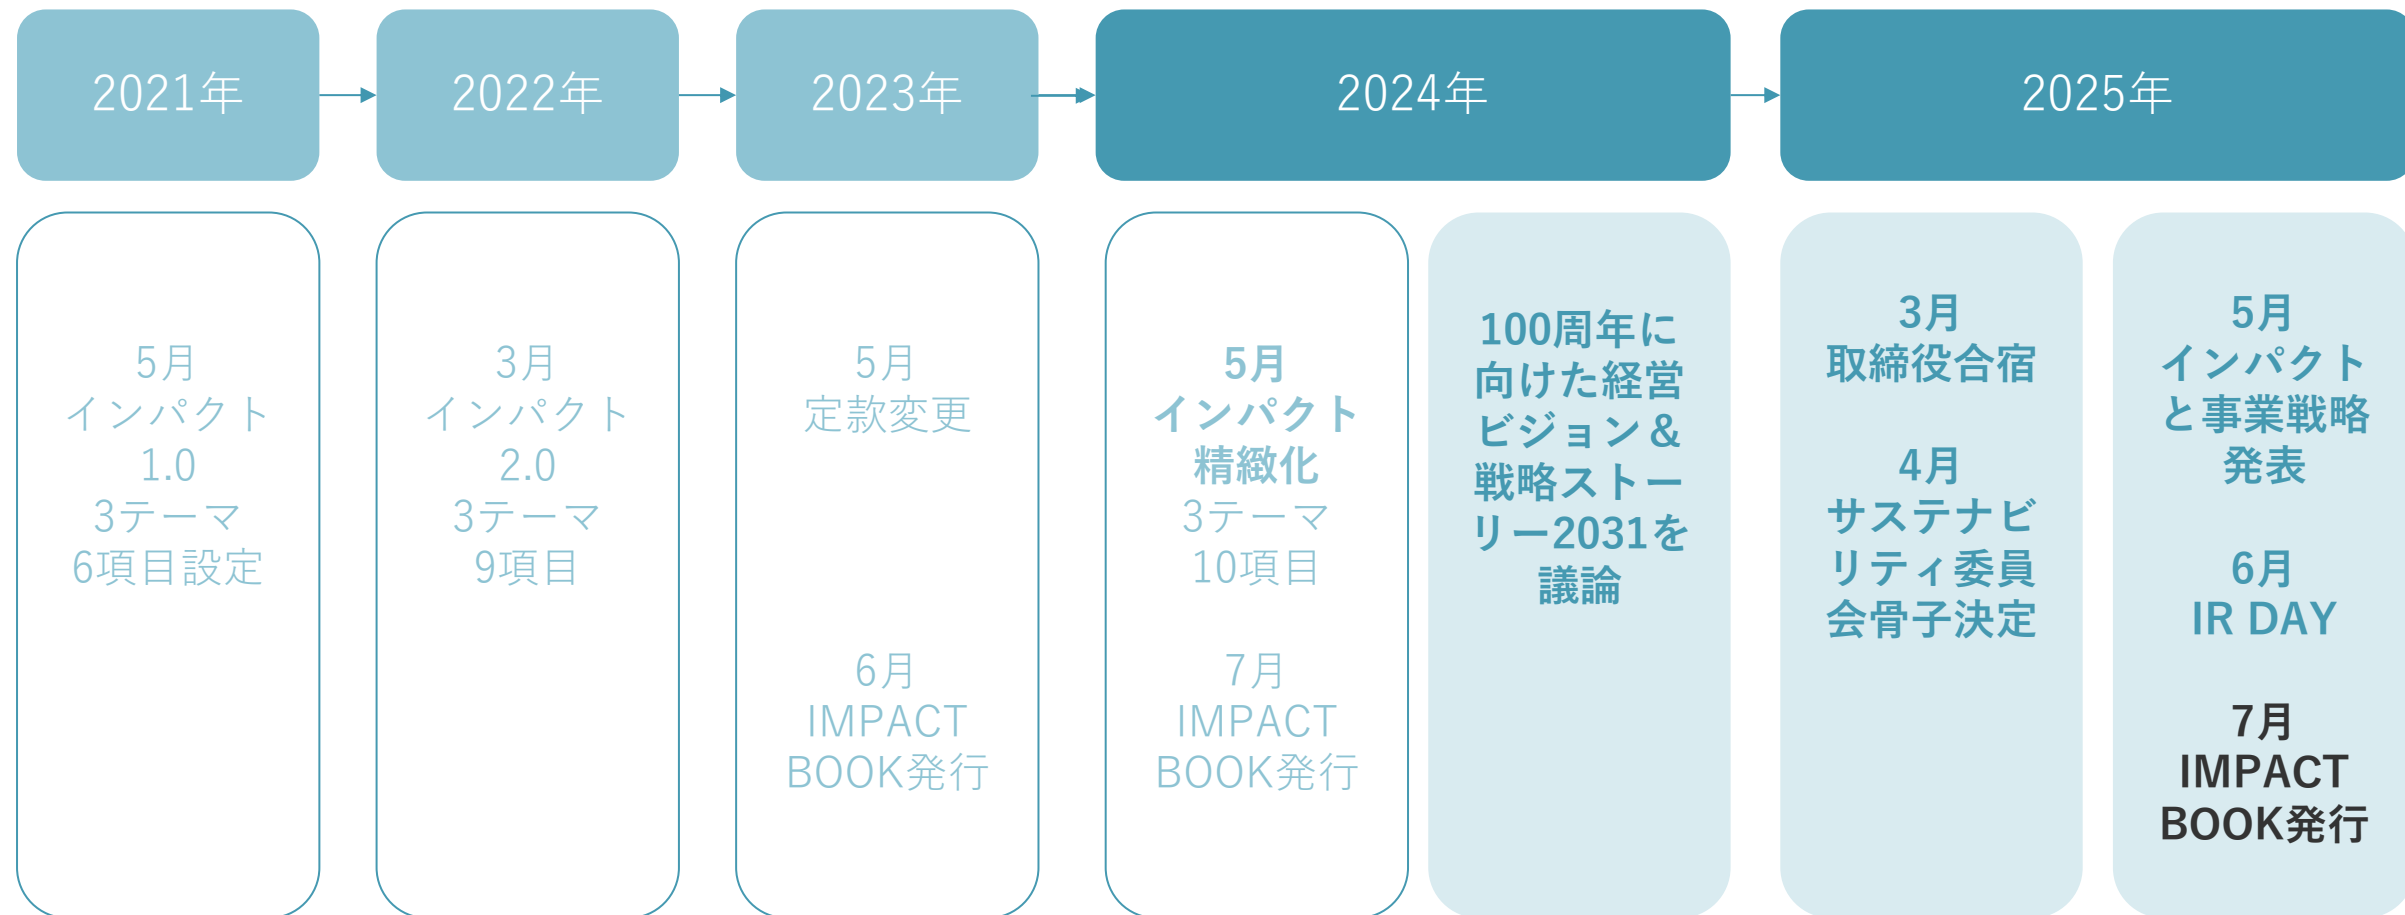 2021年
2022年
2023年
2024年
2025年
5月
インパクト
1.0
3テーマ
6項目設定
3月
インパクト
2.0
3テーマ
9項目
5月
定款変更
6月
IMPACT
BOOK発行
5月
インパクト
精緻化
3テーマ
10項目
7月
IMPACT
BOOK発行
100周年に
向けた経営
ビジョン＆
戦略ストー
リー2031を
議論
3月
取締役合宿
4月
サステナビ
リティ委員
会骨子決定
5月
インパクト
と事業戦略
発表
6月
IR DAY
7月
IMPACT
BOOK発行